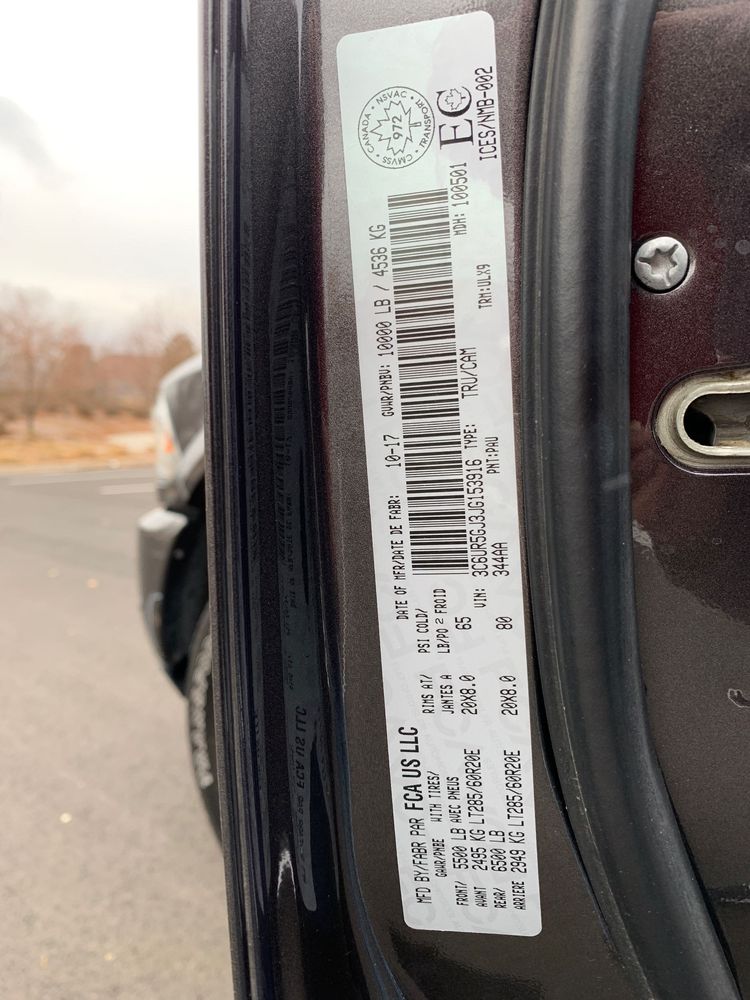 MFD BY/FABR PAR FCA US LLC
DATE OF MFR/DATE DE FABR: 10-17 GVWR/PNBV: 10000 LB / 4536 KG
GAWR/PNBE WITH TIRES/ RIMS AT/ PSI COLD/
AVEC PNEUS JANTES A LB/PO² FROID
FRONT/ 5500 LB
AVANT 2495 KG LT285/60R20E 20X8.0 65
REAR/ 6500 LB
ARRIERE 2949 KG LT285/60R20E 20X8.0 80
VIN: 3C6UR5GJ3JG153916 TYPE: TRU/CAM MDH: 100501
344AA PNT:PAU TRM:ULX9
CANADA NSVAC TRANSPORT CMVSS
972
EC
ICES/NMB-002